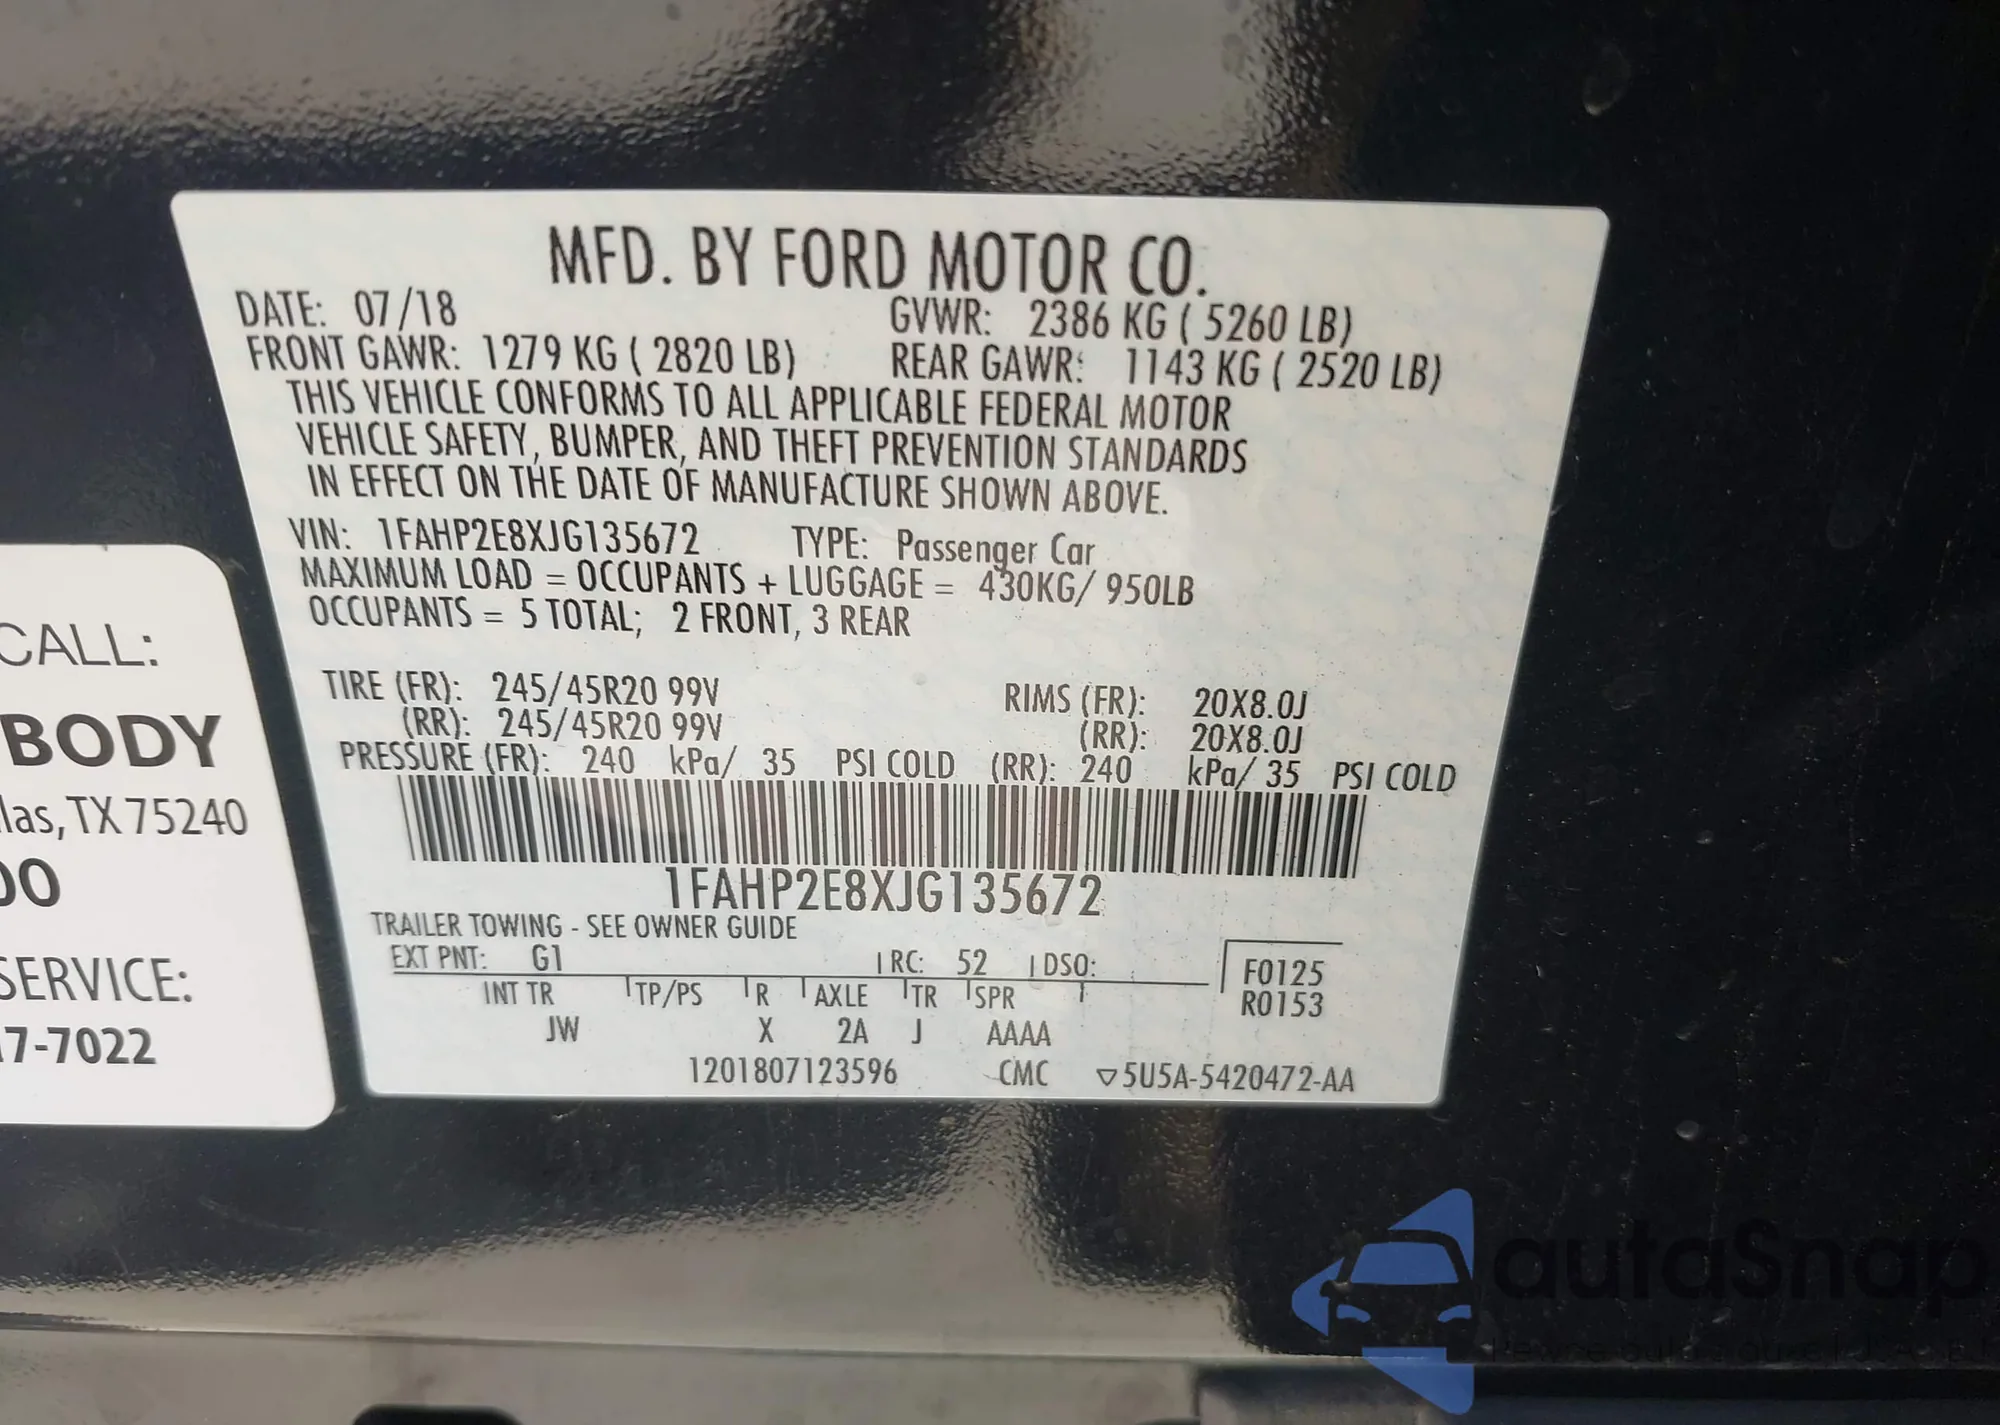 MFD. BY FORD MOTOR CO.
DATE: 07/18 GVWR: 2386 KG ( 5260 LB)
FRONT GAWR: 1279 KG ( 2820 LB) REAR GAWR: 1143 KG ( 2520 LB)
THIS VEHICLE CONFORMS TO ALL APPLICABLE FEDERAL MOTOR
VEHICLE SAFETY, BUMPER, AND THEFT PREVENTION STANDARDS
IN EFFECT ON THE DATE OF MANUFACTURE SHOWN ABOVE.
VIN: 1FAHP2E8XJG135672 TYPE: Passenger Car
MAXIMUM LOAD = OCCUPANTS + LUGGAGE = 430KG/ 950LB
OCCUPANTS = 5 TOTAL; 2 FRONT, 3 REAR
TIRE (FR): 245/45R20 99V RIMS (FR): 20X8.0J
(RR): 245/45R20 99V (RR): 20X8.0J
PRESSURE (FR): 240 kPa/ 35 PSI COLD (RR): 240 kPa/ 35 PSI COLD
1FAHP2E8XJG135672
TRAILER TOWING - SEE OWNER GUIDE
EXT PNT: G1 RC: 52 DSO:
INT TR TP/PS R AXLE TR SPR
JW X 2A J AAAA
F0125
R0153
1201807123596 CMC ▽5U5A-5420472-AA
CALL:
BODY
las, TX 75240
00
SERVICE:
17-7022
autaSnap